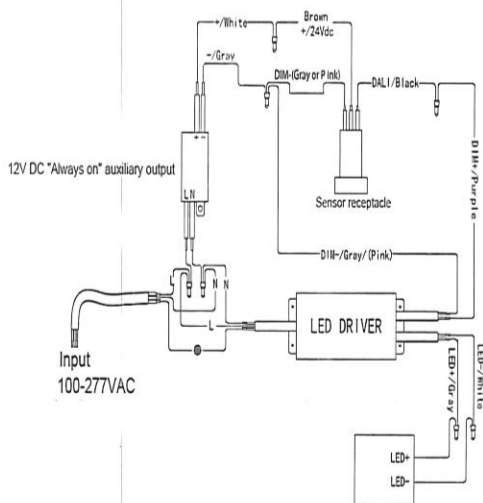 +/White
Brown
+/24Vdc
-/Gray
DIM-(Gray or Pink)
DALI/Black
+ -
12V DC "Always on" auxiliary output
L N
Sensor receptacle
DIM+/Purple
DIM-/Gray/(Pink)
L
N
N
L
LED DRIVER
Input
100-277VAC
LED+/Gray
LED-/White
LED+
LED-